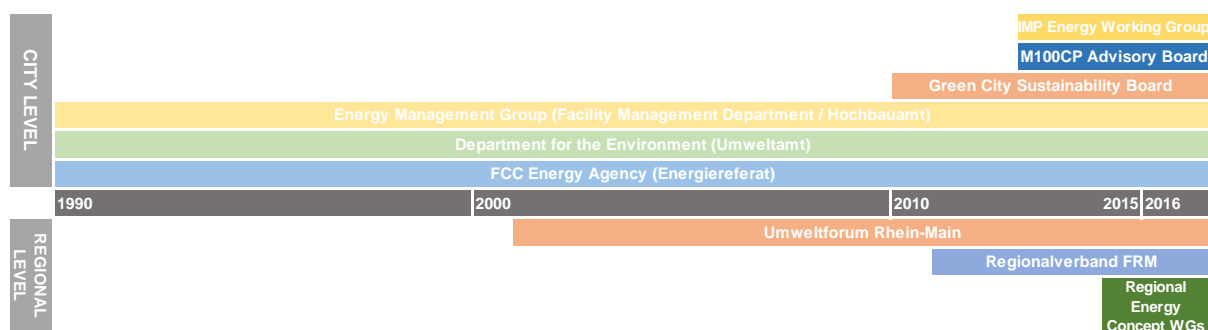 CITY LEVEL
IMP Energy Working Group
M100CP Advisory Board
Green City Sustainability Board
Energy Management Group (Facility Management Department / Hochbauamt)
Department for the Environment (Umweltamt)
FCC Energy Agency (Energiereferat)
1990 2000 2010 2015 2016
REGIONAL
LEVEL
Umweltforum Rhein-Main
Regionalverband FRM
Regional
Energy
Concept WGs